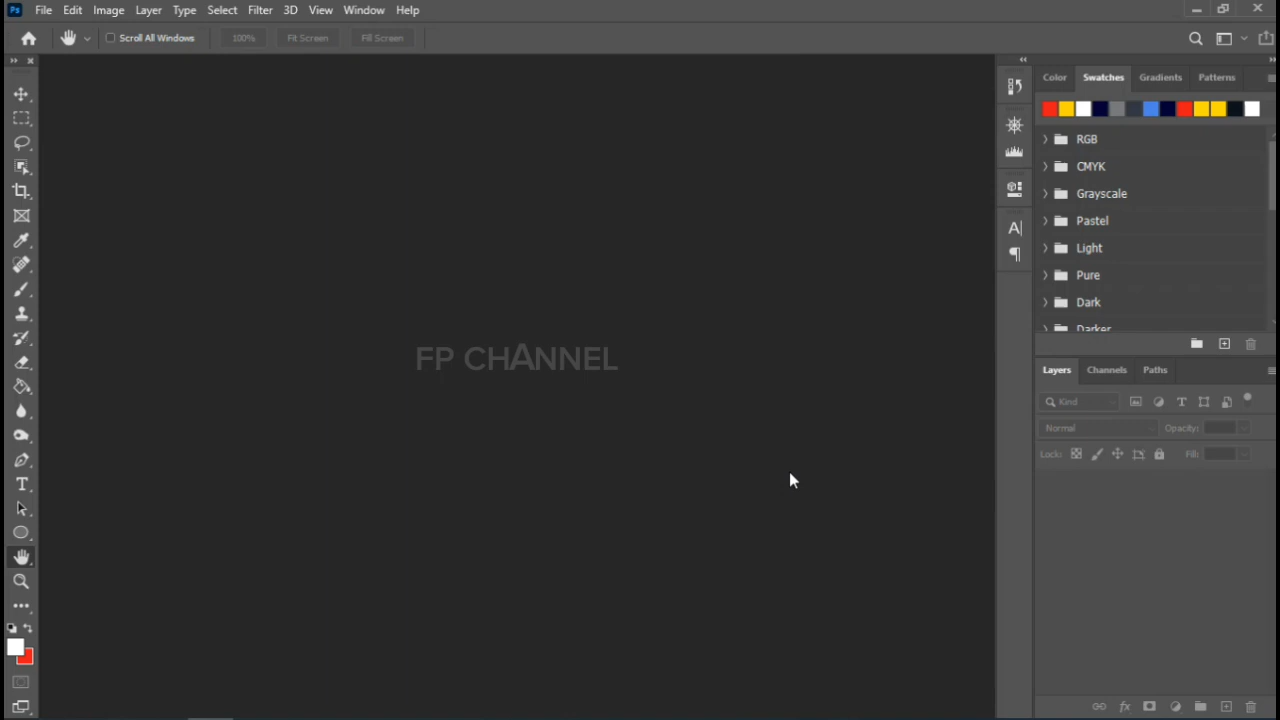 Ps File Edit Image Layer Type Select Filter 3D View Window Help
Scroll All Windows 100% Fit Screen Fill Screen
Color Swatches Gradients Patterns
RGB
CMYK
Grayscale
Pastel
Light
Pure
Dark
Darker
FP CHANNEL
Layers Channels Paths
Kind
Normal Opacity:
Lock: Fill: